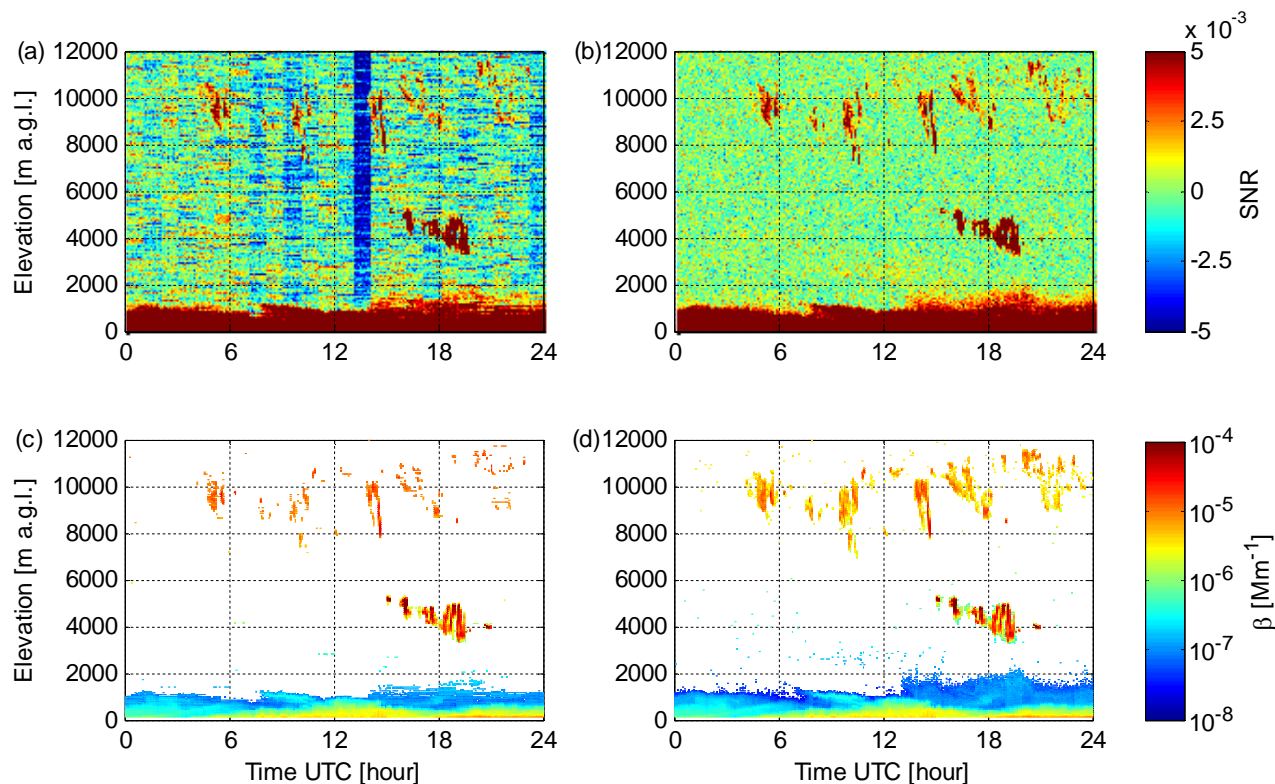 x 10-3
(a) 12000 10000 8000 6000 4000 2000 0
Elevation [m a.g.l.]
0 6 12 18 24
(b) 12000 10000 8000 6000 4000 2000 0
0 6 12 18 24
5 2.5 0 -2.5 -5
SNR
(c) 12000 10000 8000 6000 4000 2000 0
Elevation [m a.g.l.]
0 6 12 18 24
Time UTC [hour]
(d) 12000 10000 8000 6000 4000 2000 0
0 6 12 18 24
Time UTC [hour]
10-4 10-5 10-6 10-7 10-8
β [Mm-1]